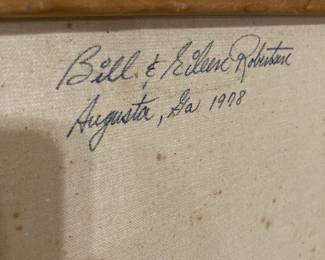 Bill & Eileen Robertson
Augusta, Ga 1978